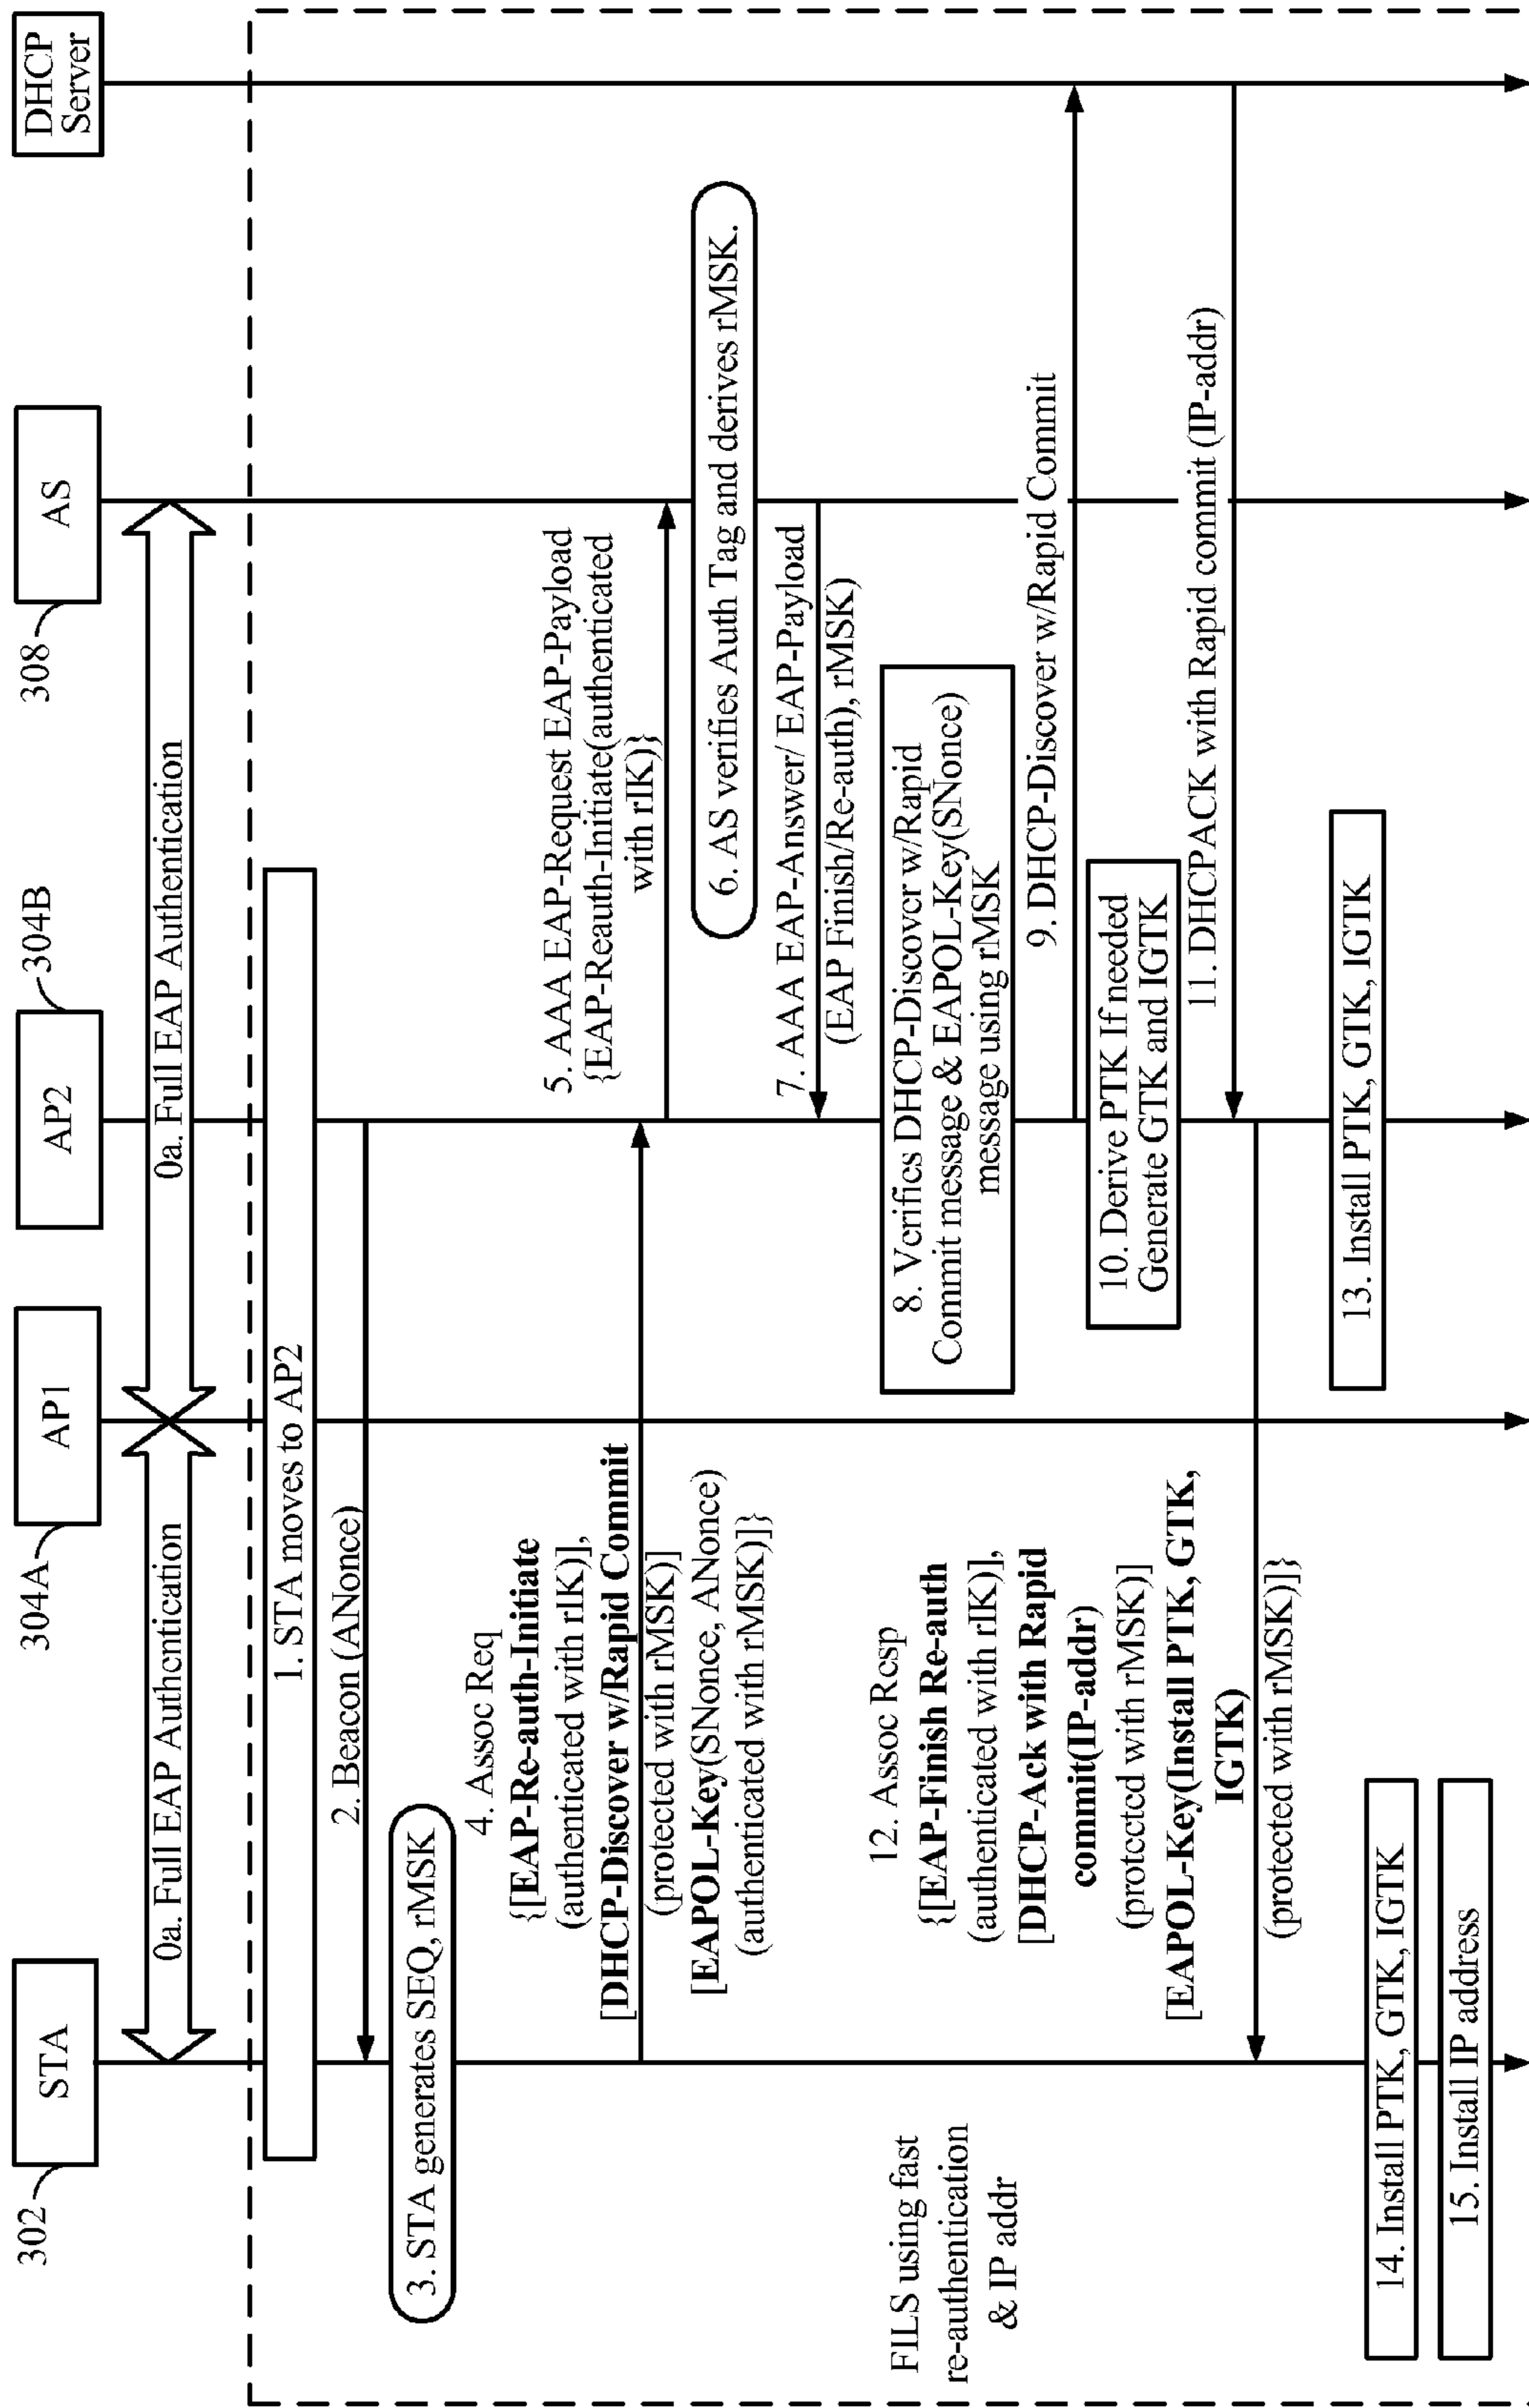 STA
302
AP1
304A
AP2
304B
AS
308
DHCP
Server
0a. Full EAP Authentication
0a. Full EAP Authentication
1. STA moves to AP2
2. Beacon (ANonce)
3. STA generates SEQ, rMSK
4. Assoc Req
{[EAP-Re-auth-Initiate
(authenticated with rIK)],
[DHCP-Discover w/Rapid Commit
(protected with rMSK)]
[EAPOL-Key(SNonce, ANonce)
(authenticated with rMSK)]}
5. AAA EAP-Request EAP-Payload
{EAP-Reauth-Initiate(authenticated
with rIK)}
6. AS verifies Auth Tag and derives rMSK.
7. AAA EAP-Answer/ EAP-Payload
(EAP Finish/Re-auth), rMSK)
8. Verifies DHCP-Discover w/Rapid
Commit message & EAPOL-Key(SNonce)
message using rMSK
9. DHCP-Discover w/Rapid Commit
10. Derive PTK If needed
Generate GTK and IGTK
11. DHCPACK with Rapid commit (IP-addr)
12. Assoc Resp
{[EAP-Finish Re-auth
(authenticated with rIK)],
[DHCP-Ack with Rapid
commit(IP-addr)
(protected with rMSK)]
[EAPOL-Key(Install PTK, GTK,
IGTK)
(protected with rMSK)]}
13. Install PTK, GTK, IGTK
14. Install PTK, GTK, IGTK
15. Install IP address
FILS using fast
re-authentication
& IP addr